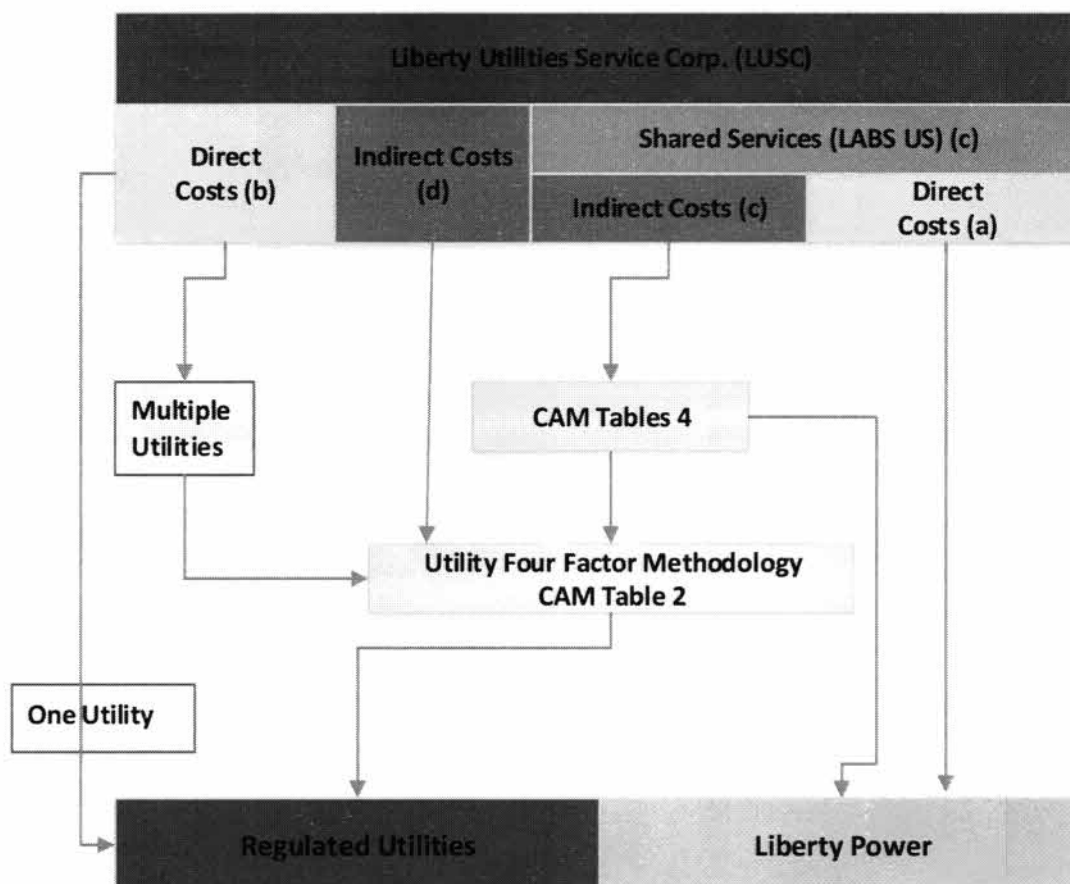 Liberty Utilities Service Corp. (LUSC)
Shared Services (LABS US) (c)
Direct
Costs (b)
Indirect Costs
(d)
Indirect Costs (c)
Direct
Costs (a)
Multiple
Utilities
CAM Tables 4
Utility Four Factor Methodology
CAM Table 2
One Utility
Regulated Utilities
Liberty Power